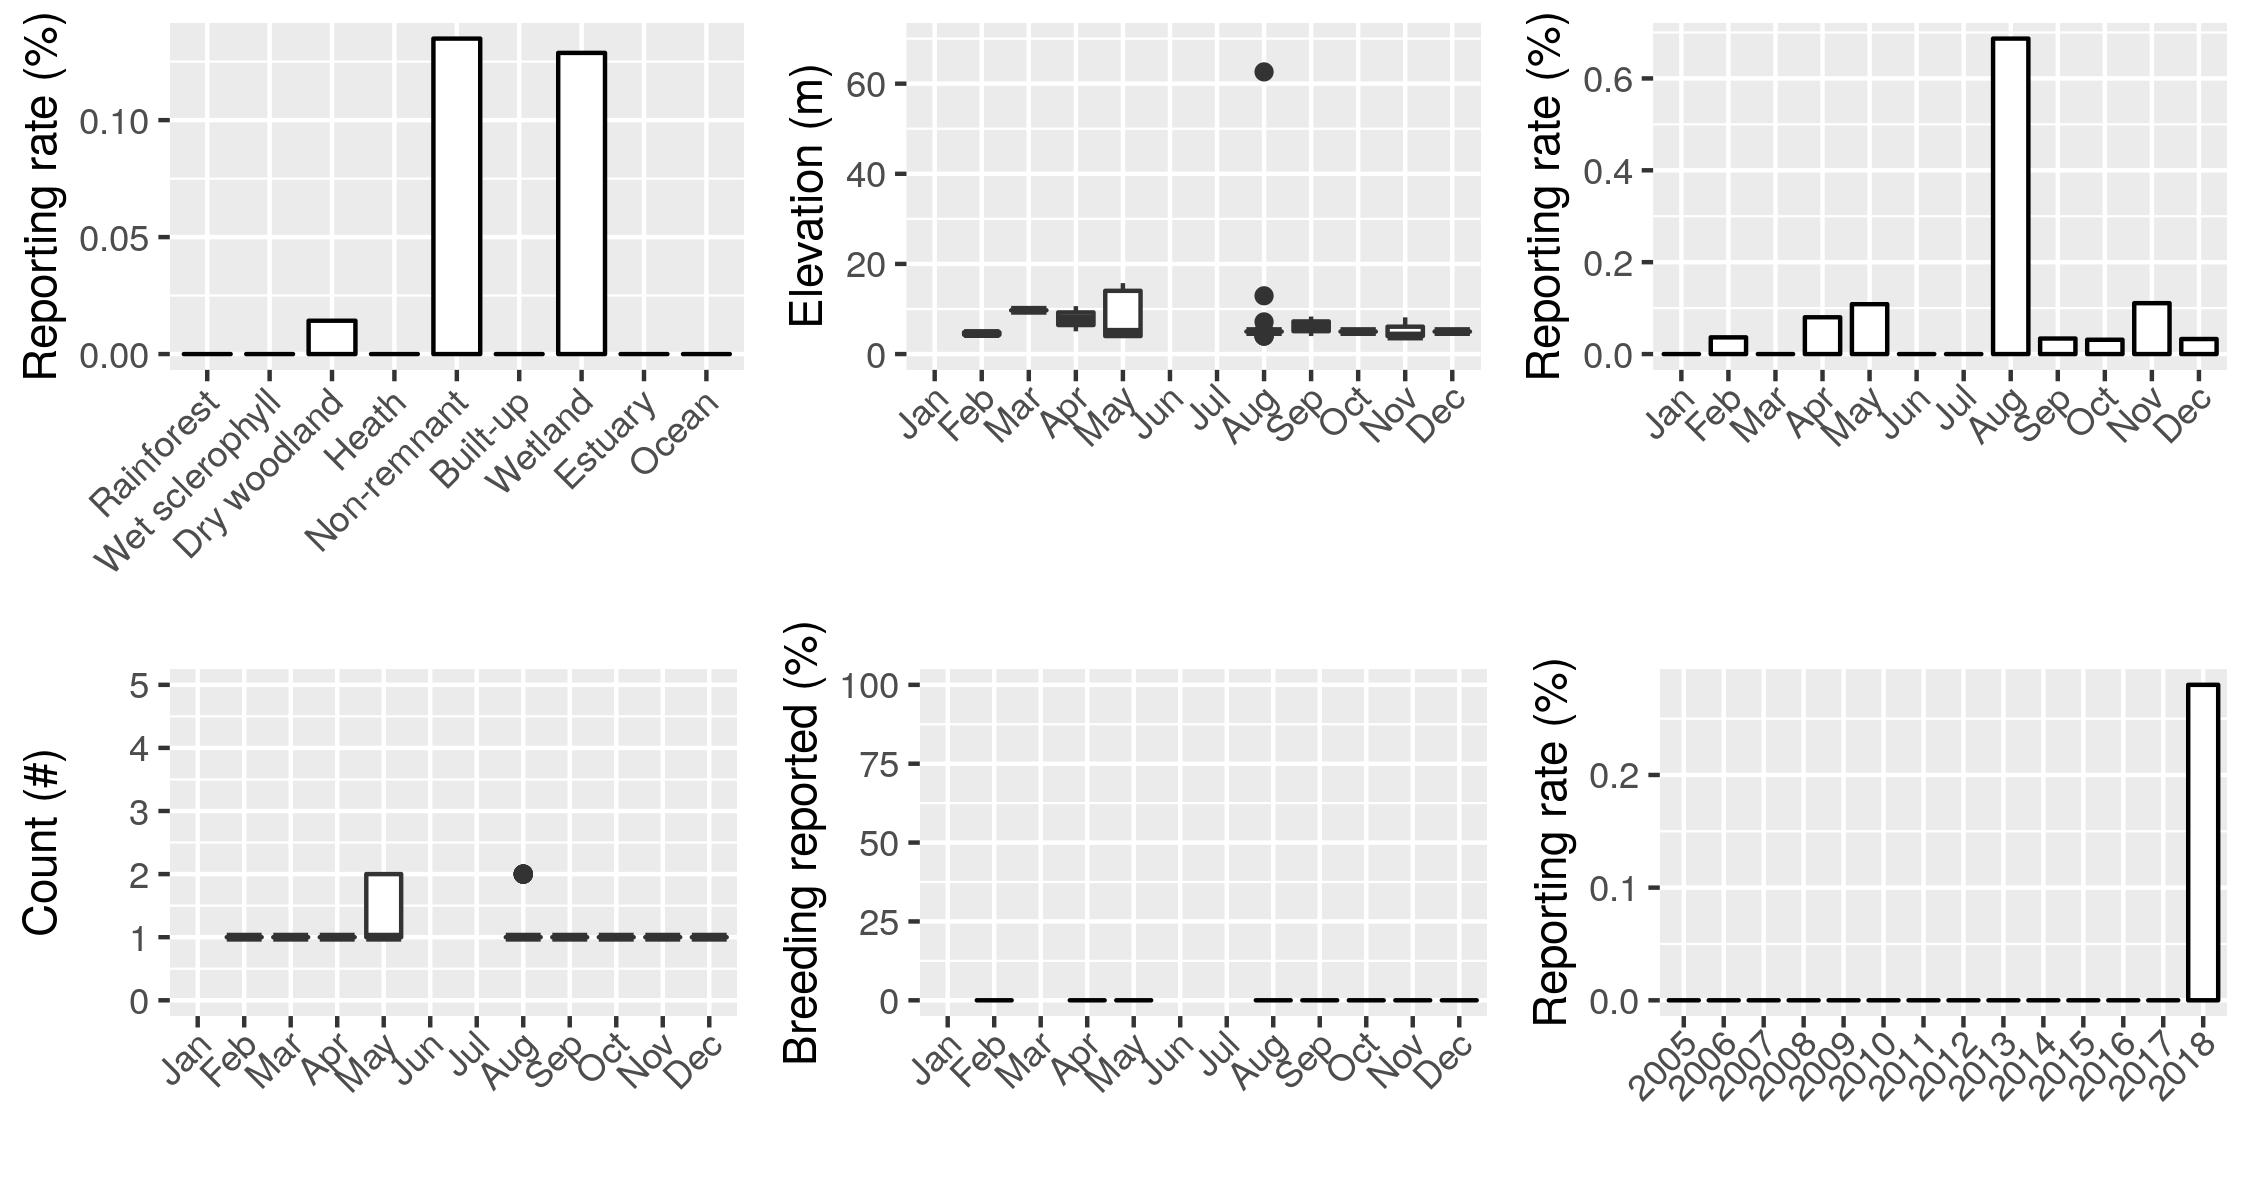 Reporting rate (%)
0.10
0.05
0.00
Rainforest
Wet sclerophyll
Dry woodland
Heath
Non-remnant
Built-up
Wetland
Estuary
Ocean
Elevation (m)
60
40
20
0
Jan
Feb
Mar
Apr
May
Jun
Jul
Aug
Sep
Oct
Nov
Dec
Reporting rate (%)
0.6
0.4
0.2
0.0
Jan
Feb
Mar
Apr
May
Jun
Jul
Aug
Sep
Oct
Nov
Dec
Count (#)
5
4
3
2
1
0
Jan
Feb
Mar
Apr
May
Jun
Jul
Aug
Sep
Oct
Nov
Dec
Breeding reported (%)
100
75
50
25
0
Jan
Feb
Mar
Apr
May
Jun
Jul
Aug
Sep
Oct
Nov
Dec
Reporting rate (%)
0.2
0.1
0.0
2005
2006
2007
2008
2009
2010
2011
2012
2013
2014
2015
2016
2017
2018